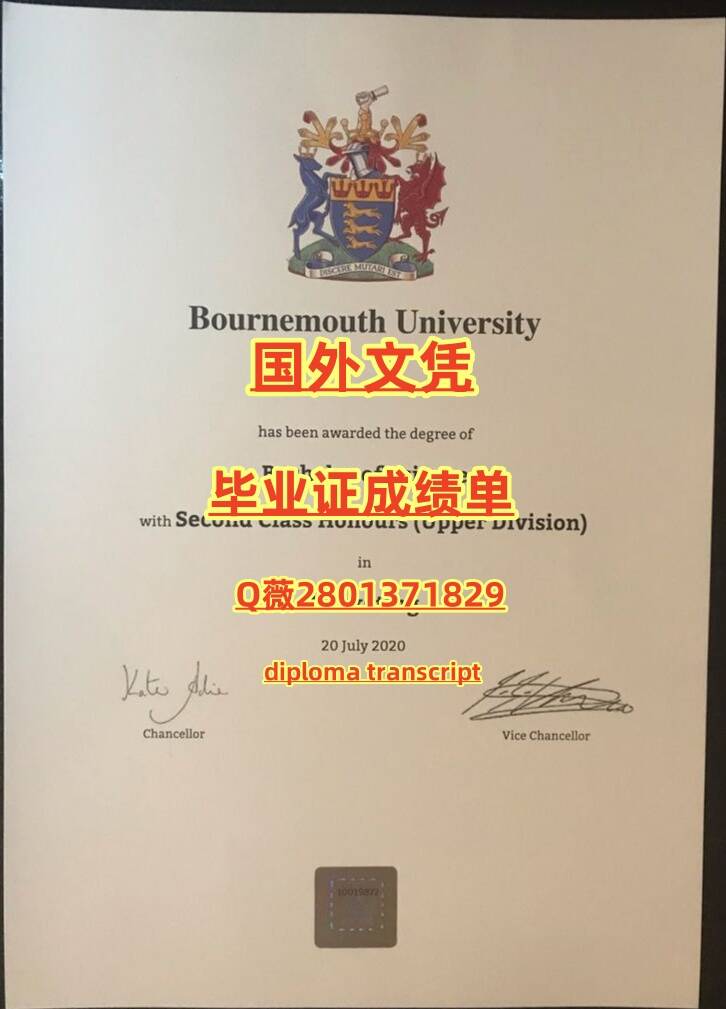 DISCERE MUTARI EST
Bournemouth University
国外文凭
has been awarded the degree of
毕业证成绩单
with Second Class Honours (Upper Division)
in
Q薇2801371829
20 July 2020
diploma transcript
Kate Adie
Chancellor
Vice Chancellor